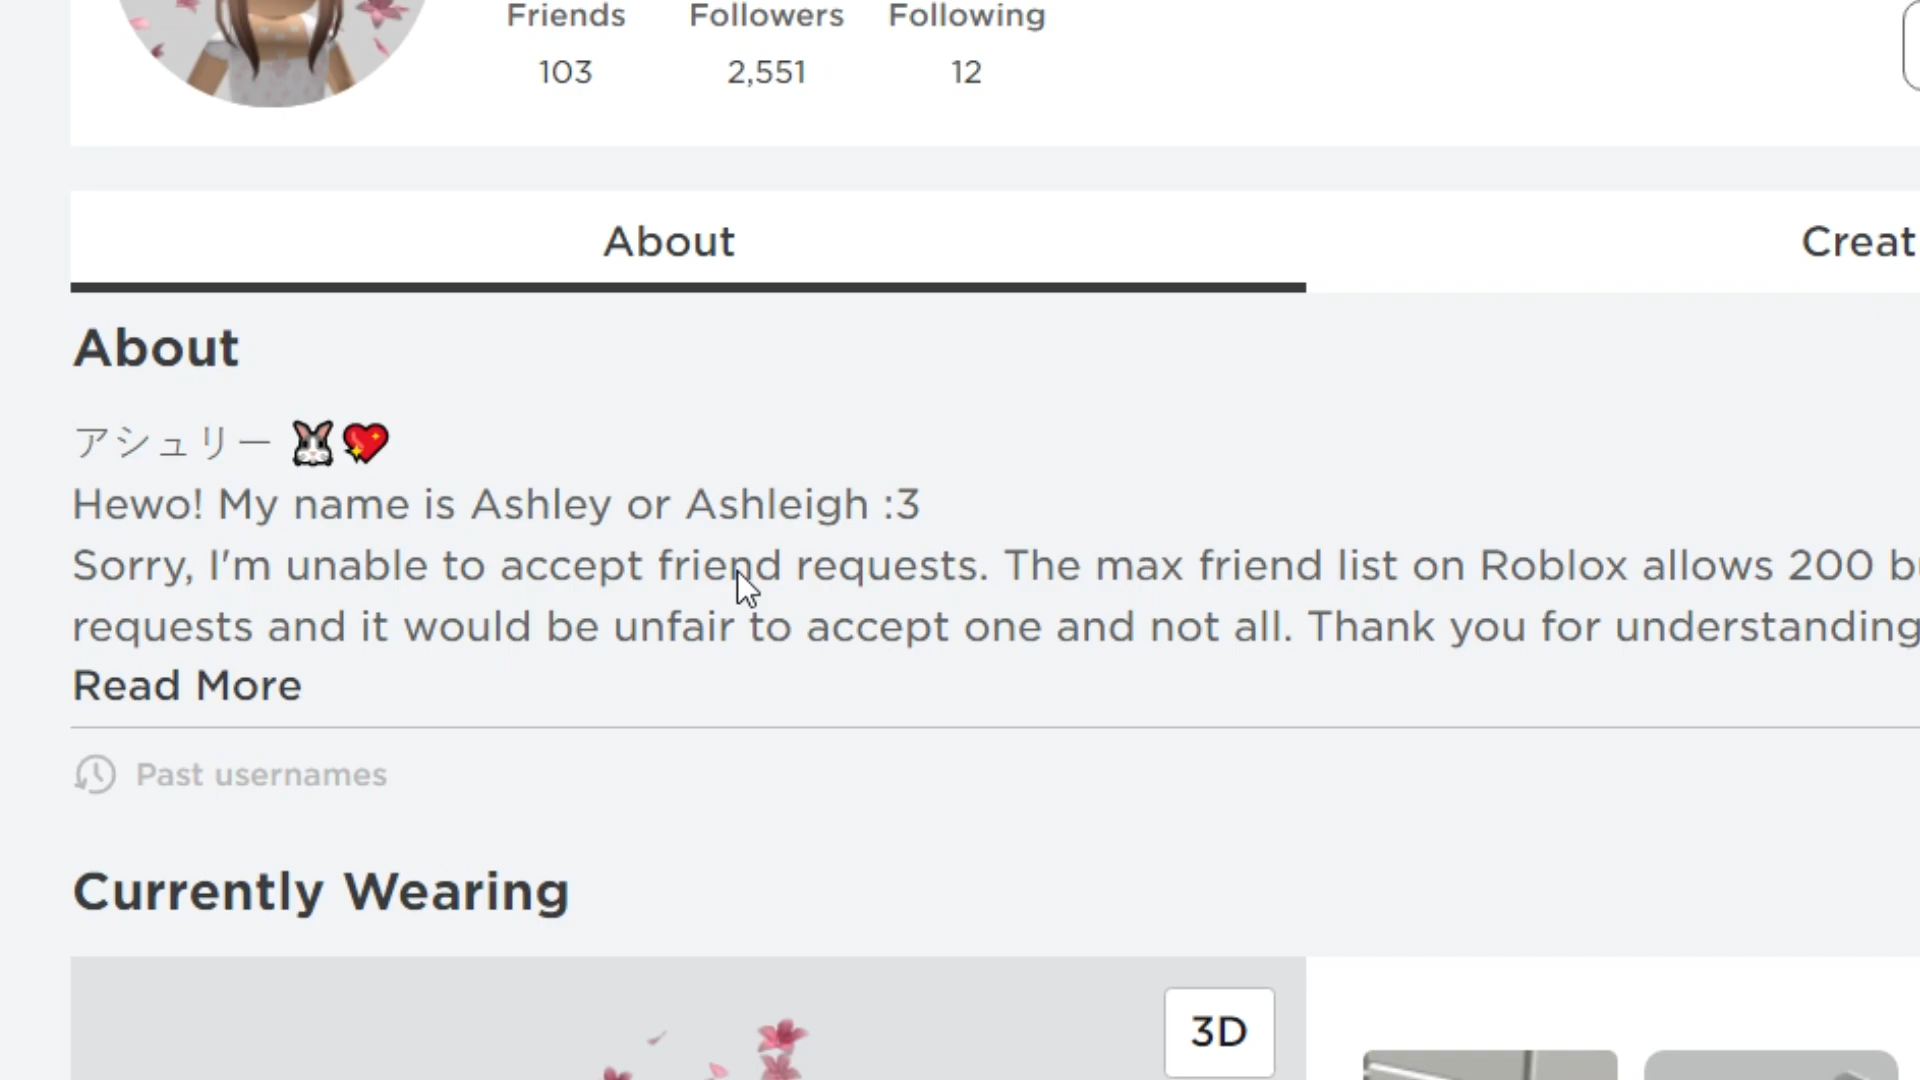 Friends Followers Following
103 2,551 12
About
Creat
About
アシュリー 🐰💖
Hewo! My name is Ashley or Ashleigh :3
Sorry, I'm unable to accept friend requests. The max friend list on Roblox allows 200
requests and it would be unfair to accept one and not all. Thank you for understanding
Read More
Past usernames
Currently Wearing
3D